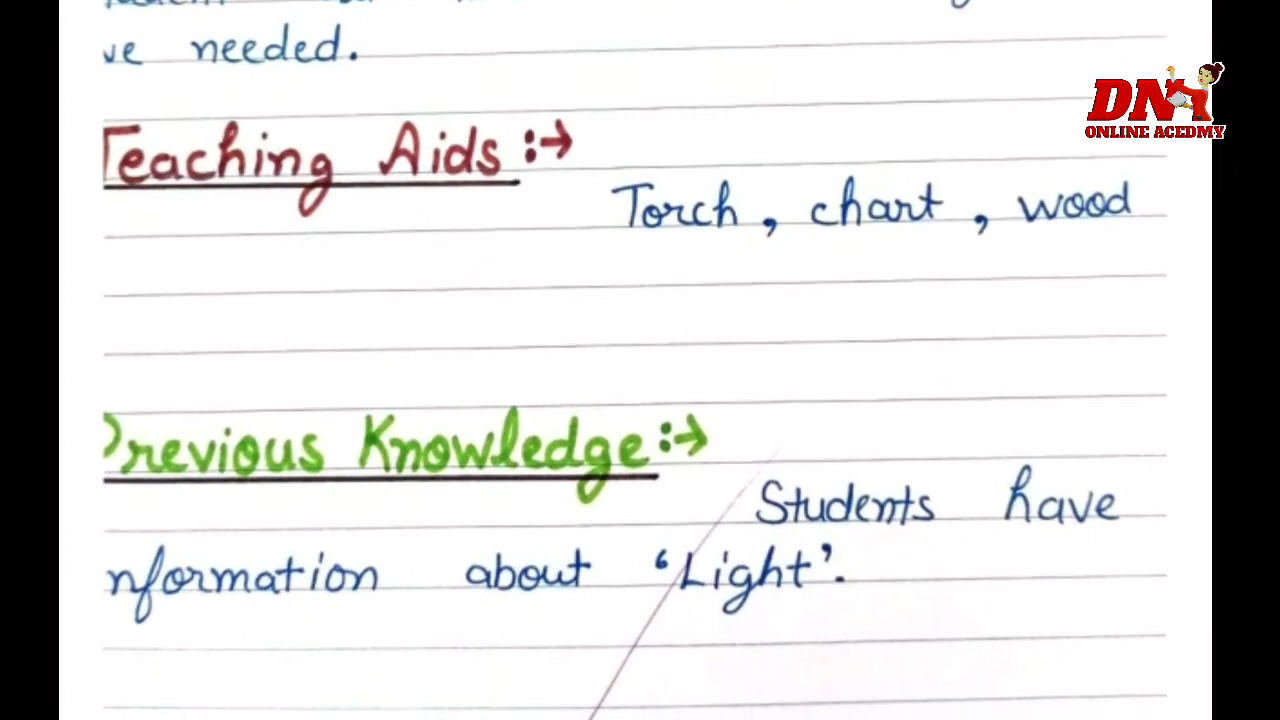 ve needed.
Teaching Aids :→
Torch, chart, wood
Previous Knowledge :→
Students have
nformation about 'Light'.
DNA
ONLINE ACEDMY